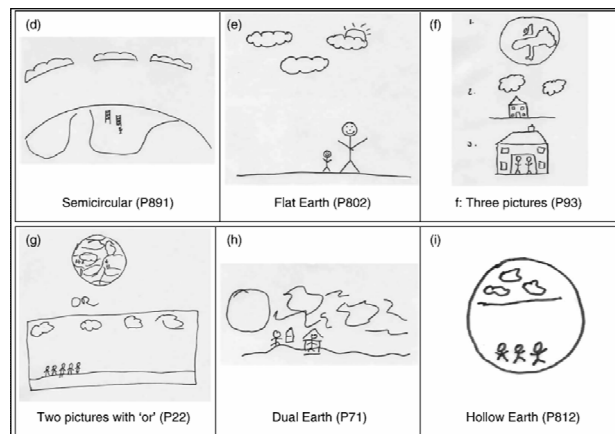 (d)
(e)
(f)
1.
2.
3.
Semicircular (P891)
Flat Earth (P802)
f: Three pictures (P93)
(g)
(h)
(i)
OR
Two pictures with 'or' (P22)
Dual Earth (P71)
Hollow Earth (P812)